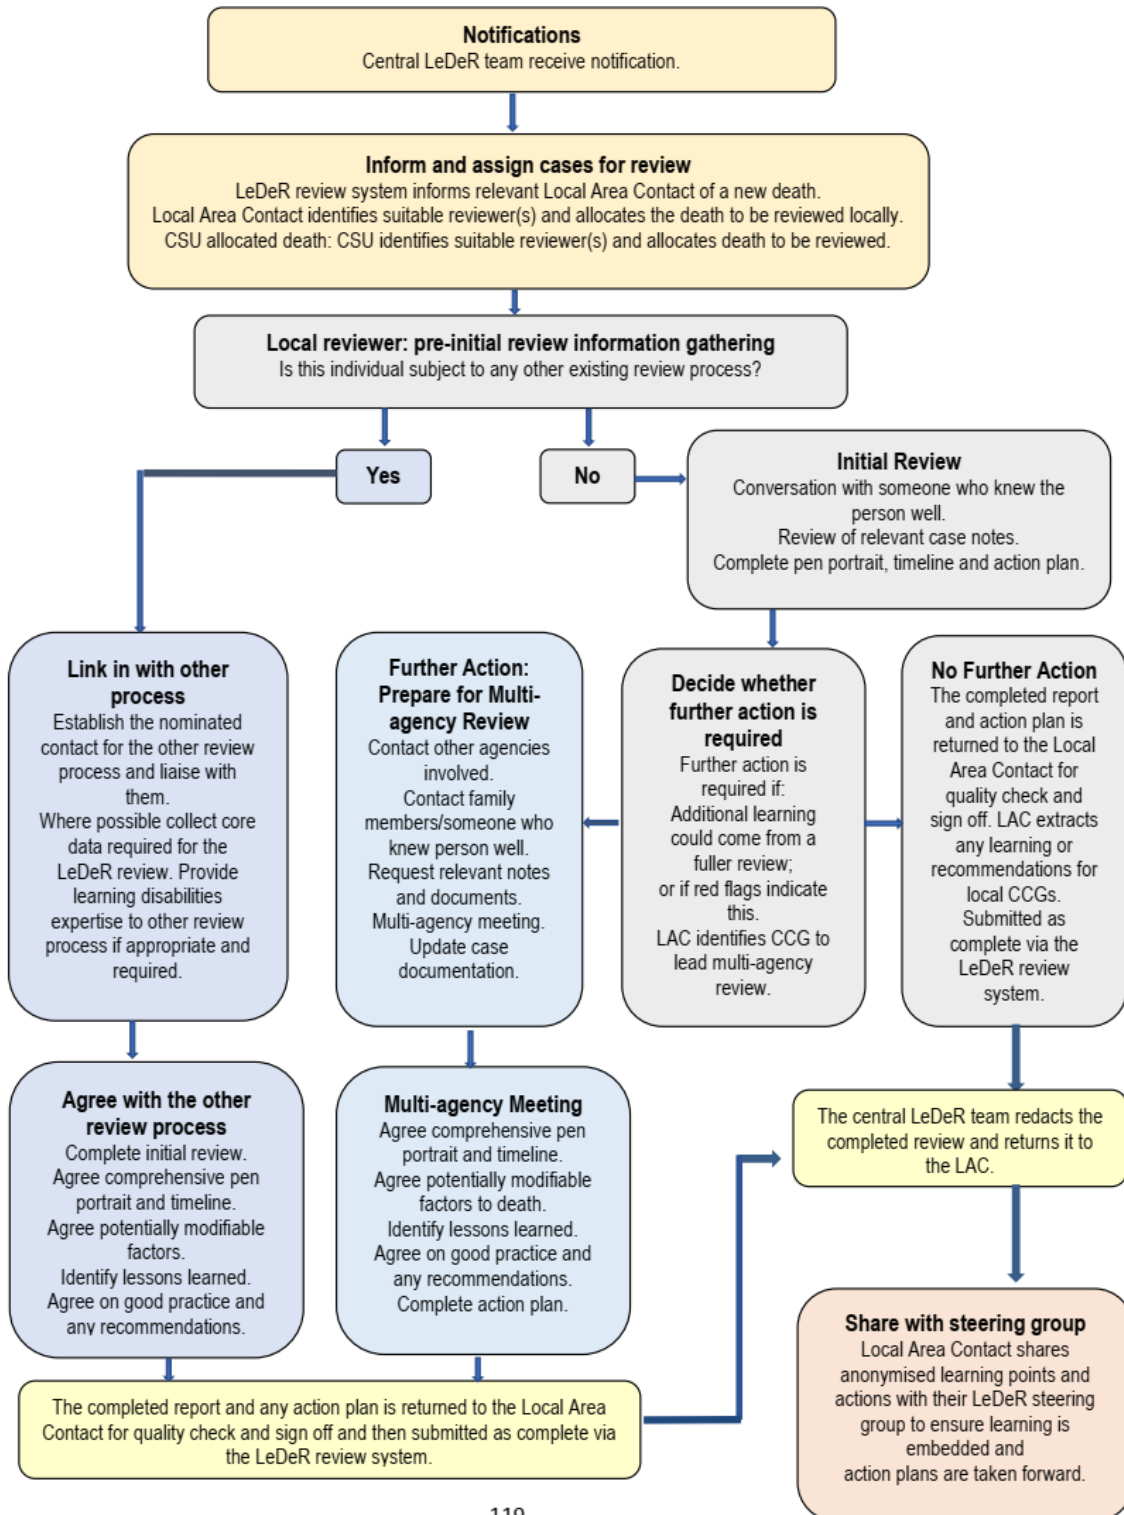 Notifications
Central LeDeR team receive notification.
Inform and assign cases for review
LeDeR review system informs relevant Local Area Contact of a new death.
Local Area Contact identifies suitable reviewer(s) and allocates the death to be reviewed locally.
CSU allocated death: CSU identifies suitable reviewer(s) and allocates death to be reviewed.
Local reviewer: pre-initial review information gathering
Is this individual subject to any other existing review process?
Yes
No
Initial Review
Conversation with someone who knew the
person well.
Review of relevant case notes.
Complete pen portrait, timeline and action plan.
Link in with other
process
Establish the nominated
contact for the other review
process and liaise with
them.
Where possible collect core
data required for the
LeDeR review. Provide
learning disabilities
expertise to other review
process if appropriate and
required.
Further Action:
Prepare for Multi-
agency Review
Contact other agencies
involved.
Contact family
members/someone who
knew person well.
Request relevant notes
and documents.
Multi-agency meeting.
Update case
documentation.
Decide whether
further action is
required
Further action is
required if:
Additional learning
could come from a
fuller review;
or if red flags indicate
this.
LAC identifies CCG to
lead multi-agency
review.
No Further Action
The completed report
and action plan is
returned to the Local
Area Contact for
quality check and
sign off. LAC extracts
any learning or
recommendations for
local CCGs.
Submitted as
complete via the
LeDeR review
system.
Agree with the other
review process
Complete initial review.
Agree comprehensive pen
portrait and timeline.
Agree potentially modifiable
factors.
Identify lessons learned.
Agree on good practice and
any recommendations.
Multi-agency Meeting
Agree comprehensive pen
portrait and timeline.
Agree potentially modifiable
factors to death.
Identify lessons learned.
Agree on good practice and
any recommendations.
Complete action plan.
The central LeDeR team redacts the
completed review and returns it to
the LAC.
Share with steering group
Local Area Contact shares
anonymised learning points and
actions with their LeDeR steering
group to ensure learning is
embedded and
action plans are taken forward.
The completed report and any action plan is returned to the Local Area
Contact for quality check and sign off and then submitted as complete via
the LeDeR review system.
119